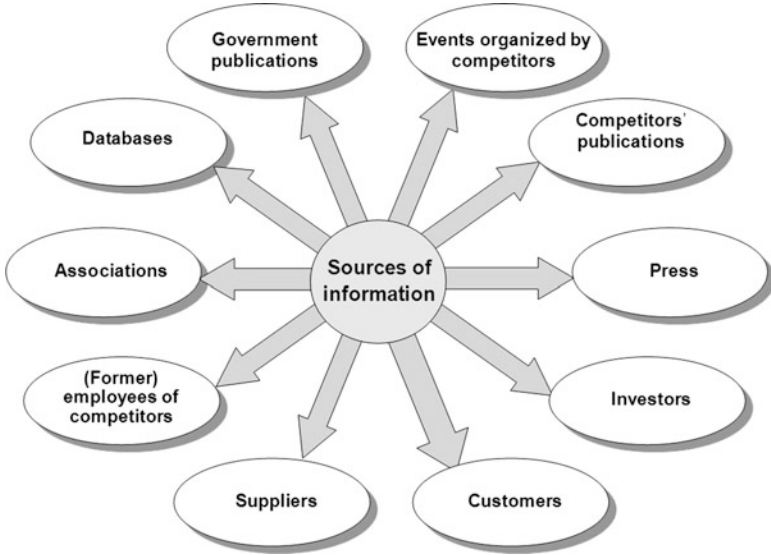 Government
publications
Events organized by
competitors
Databases
Competitors'
publications
Associations
Sources of
information
Press
(Former)
employees of
competitors
Investors
Suppliers
Customers